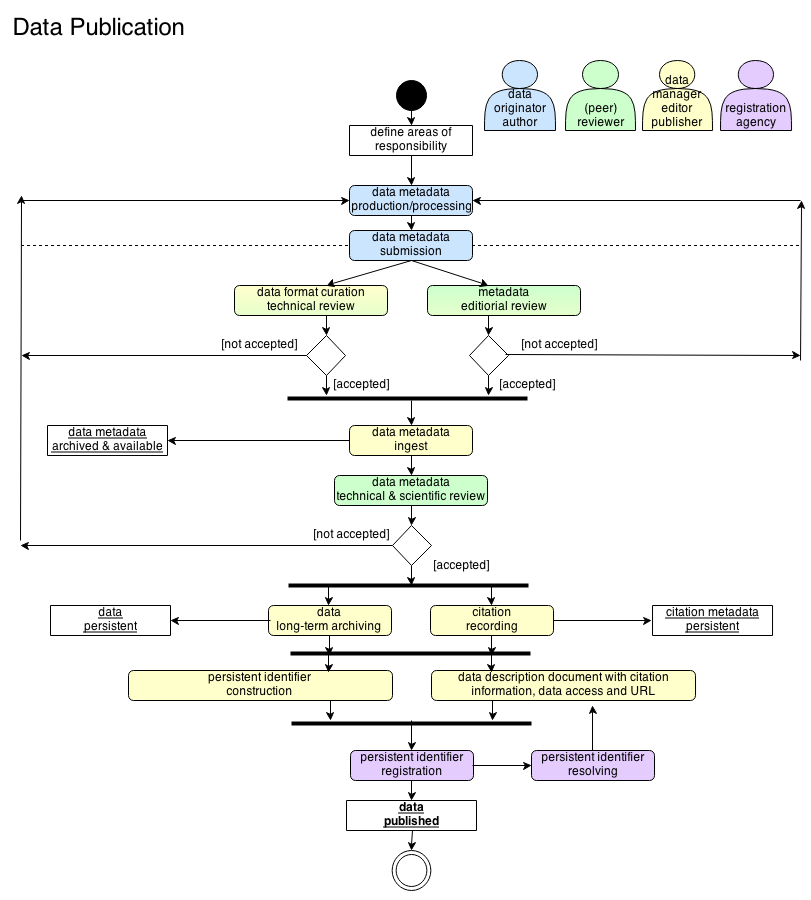 Data Publication
data
originator
author
(peer)
reviewer
data
manager
editor
publisher
registration
agency
define areas of
responsibility
data metadata
production/processing
data metadata
submission
data format curation
technical review
metadata
editiorial review
[not accepted]
[not accepted]
[accepted]
[accepted]
data metadata
archived & available
data metadata
ingest
data metadata
technical & scientific review
[not accepted]
[accepted]
data
persistent
data
long-term archiving
citation
recording
citation metadata
persistent
persistent identifier
construction
data description document with citation
information, data access and URL
persistent identifier
registration
persistent identifier
resolving
data
published